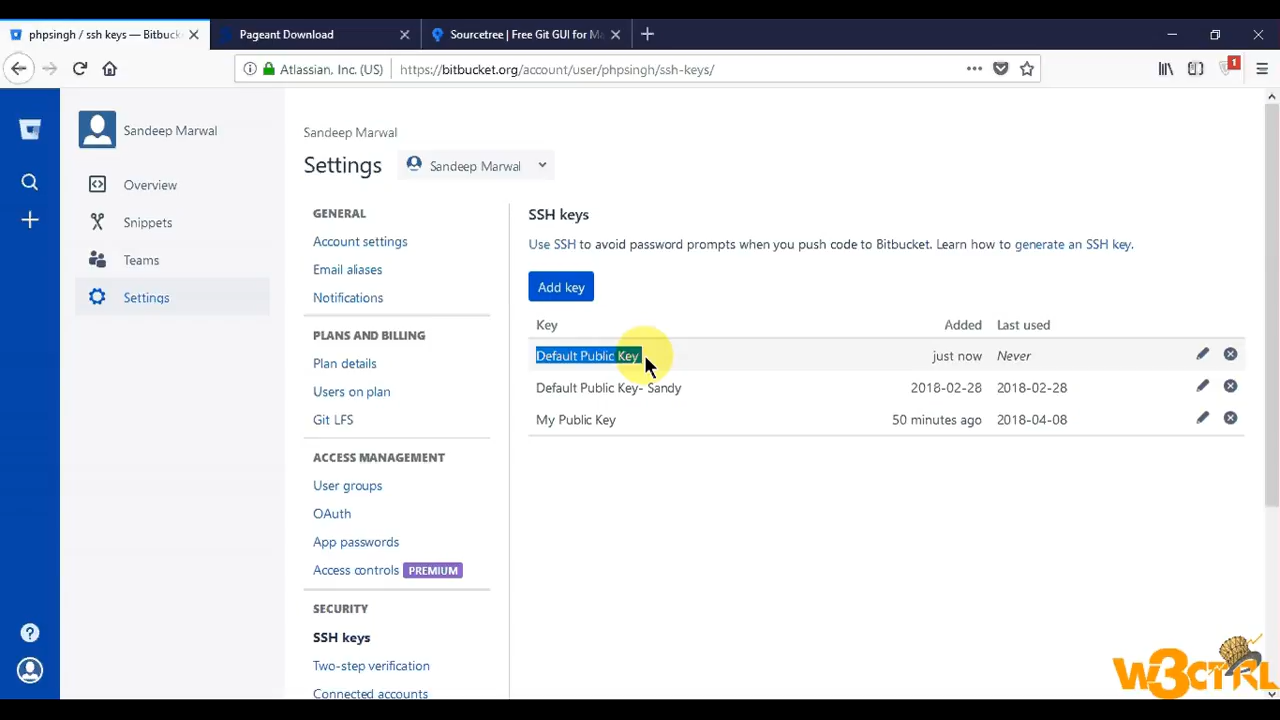 phpsingh / ssh keys — Bitbuck
Pageant Download
Sourcetree | Free Git GUI for Ma
Atlassian, Inc. (US)
https://bitbucket.org/account/user/phpsingh/ssh-keys/
1
Sandeep Marwal
Overview
Snippets
Teams
Settings
Sandeep Marwal
Settings
Sandeep Marwal
GENERAL
Account settings
Email aliases
Notifications
PLANS AND BILLING
Plan details
Users on plan
Git LFS
ACCESS MANAGEMENT
User groups
OAuth
App passwords
Access controls PREMIUM
SECURITY
SSH keys
Two-step verification
Connected accounts
SSH keys
Use SSH to avoid password prompts when you push code to Bitbucket. Learn how to generate an SSH key.
Add key
Key Added Last used
Default Public Key just now Never
Default Public Key- Sandy 2018-02-28 2018-02-28
My Public Key 50 minutes ago 2018-04-08
W3CTRL